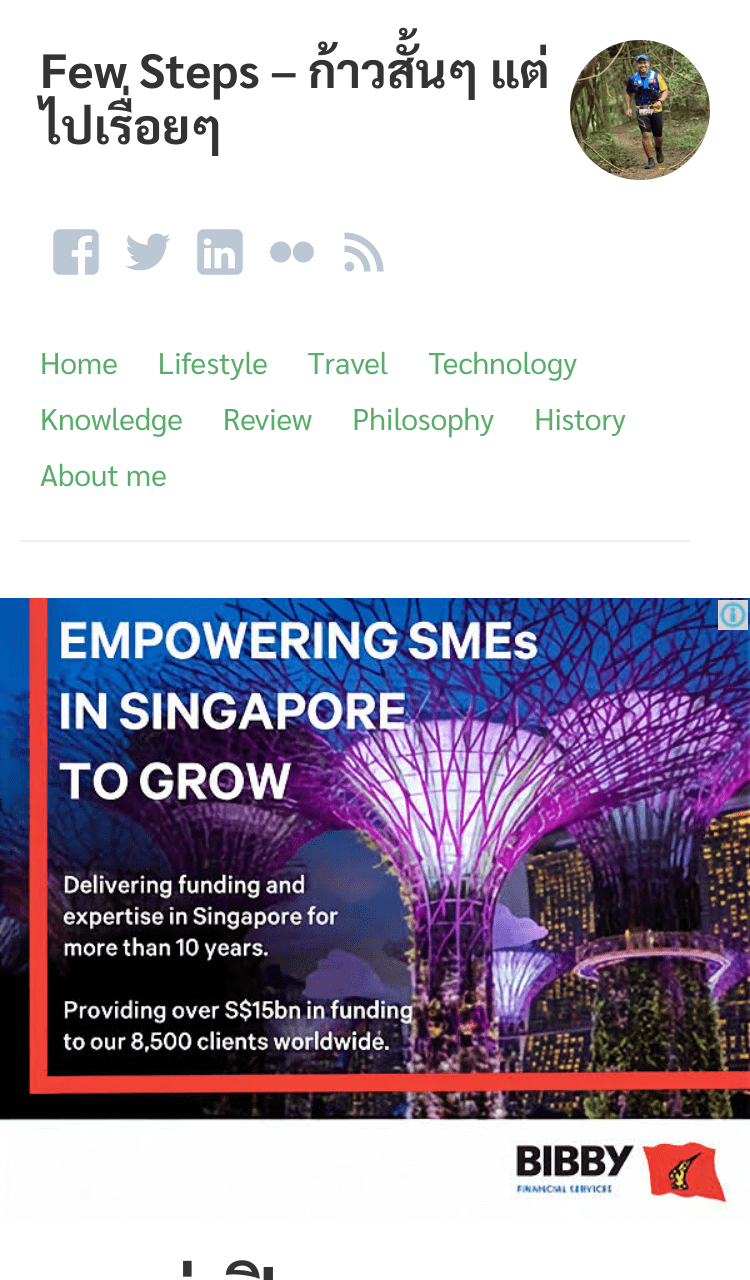 Few Steps – ก้าวสั้นๆ แต่
ไปเรื่อยๆ
Home Lifestyle Travel Technology
Knowledge Review Philosophy History
About me
EMPOWERING SMEs
IN SINGAPORE
TO GROW
Delivering funding and
expertise in Singapore for
more than 10 years.
Providing over S$15bn in funding
to our 8,500 clients worldwide.
BIBBY
FINANCIAL SERVICES